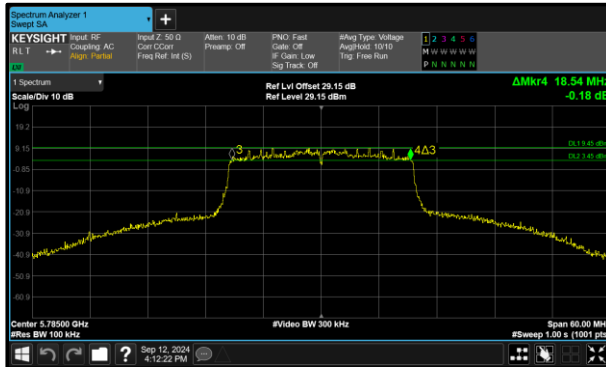 Spectrum Analyzer 1
Swept SA
KEYSIGHT
RLT
Input: RF
Coupling: AC
Align: Partial
Input Z: 50 Ω
Corr CCorr
Freq Ref: Int (S)
Atten: 10 dB
Preamp: Off
PNO: Fast
Gate: Off
IF Gain: Low
Sig Track: Off
#Avg Type: Voltage
Avg|Hold: 10/10
Trig: Free Run
1 2 3 4 5 6
M W W W W W
P N N N N N
1 Spectrum
Scale/Div 10 dB
Log
Ref Lvl Offset 29.15 dB
Ref Level 29.15 dBm
ΔMkr4 18.54 MHz
-0.18 dB
19.2
9.15
-0.85
-10.9
-20.9
-30.9
-40.9
-50.9
-60.9
3
4Δ3
DL1 9.45 dBm
DL2 3.45 dBm
Center 5.78500 GHz
#Res BW 100 kHz
#Video BW 300 kHz
Span 60.00 MH
#Sweep 1.00 s (1001 pts
Sep 12, 2024
4:12:22 PM